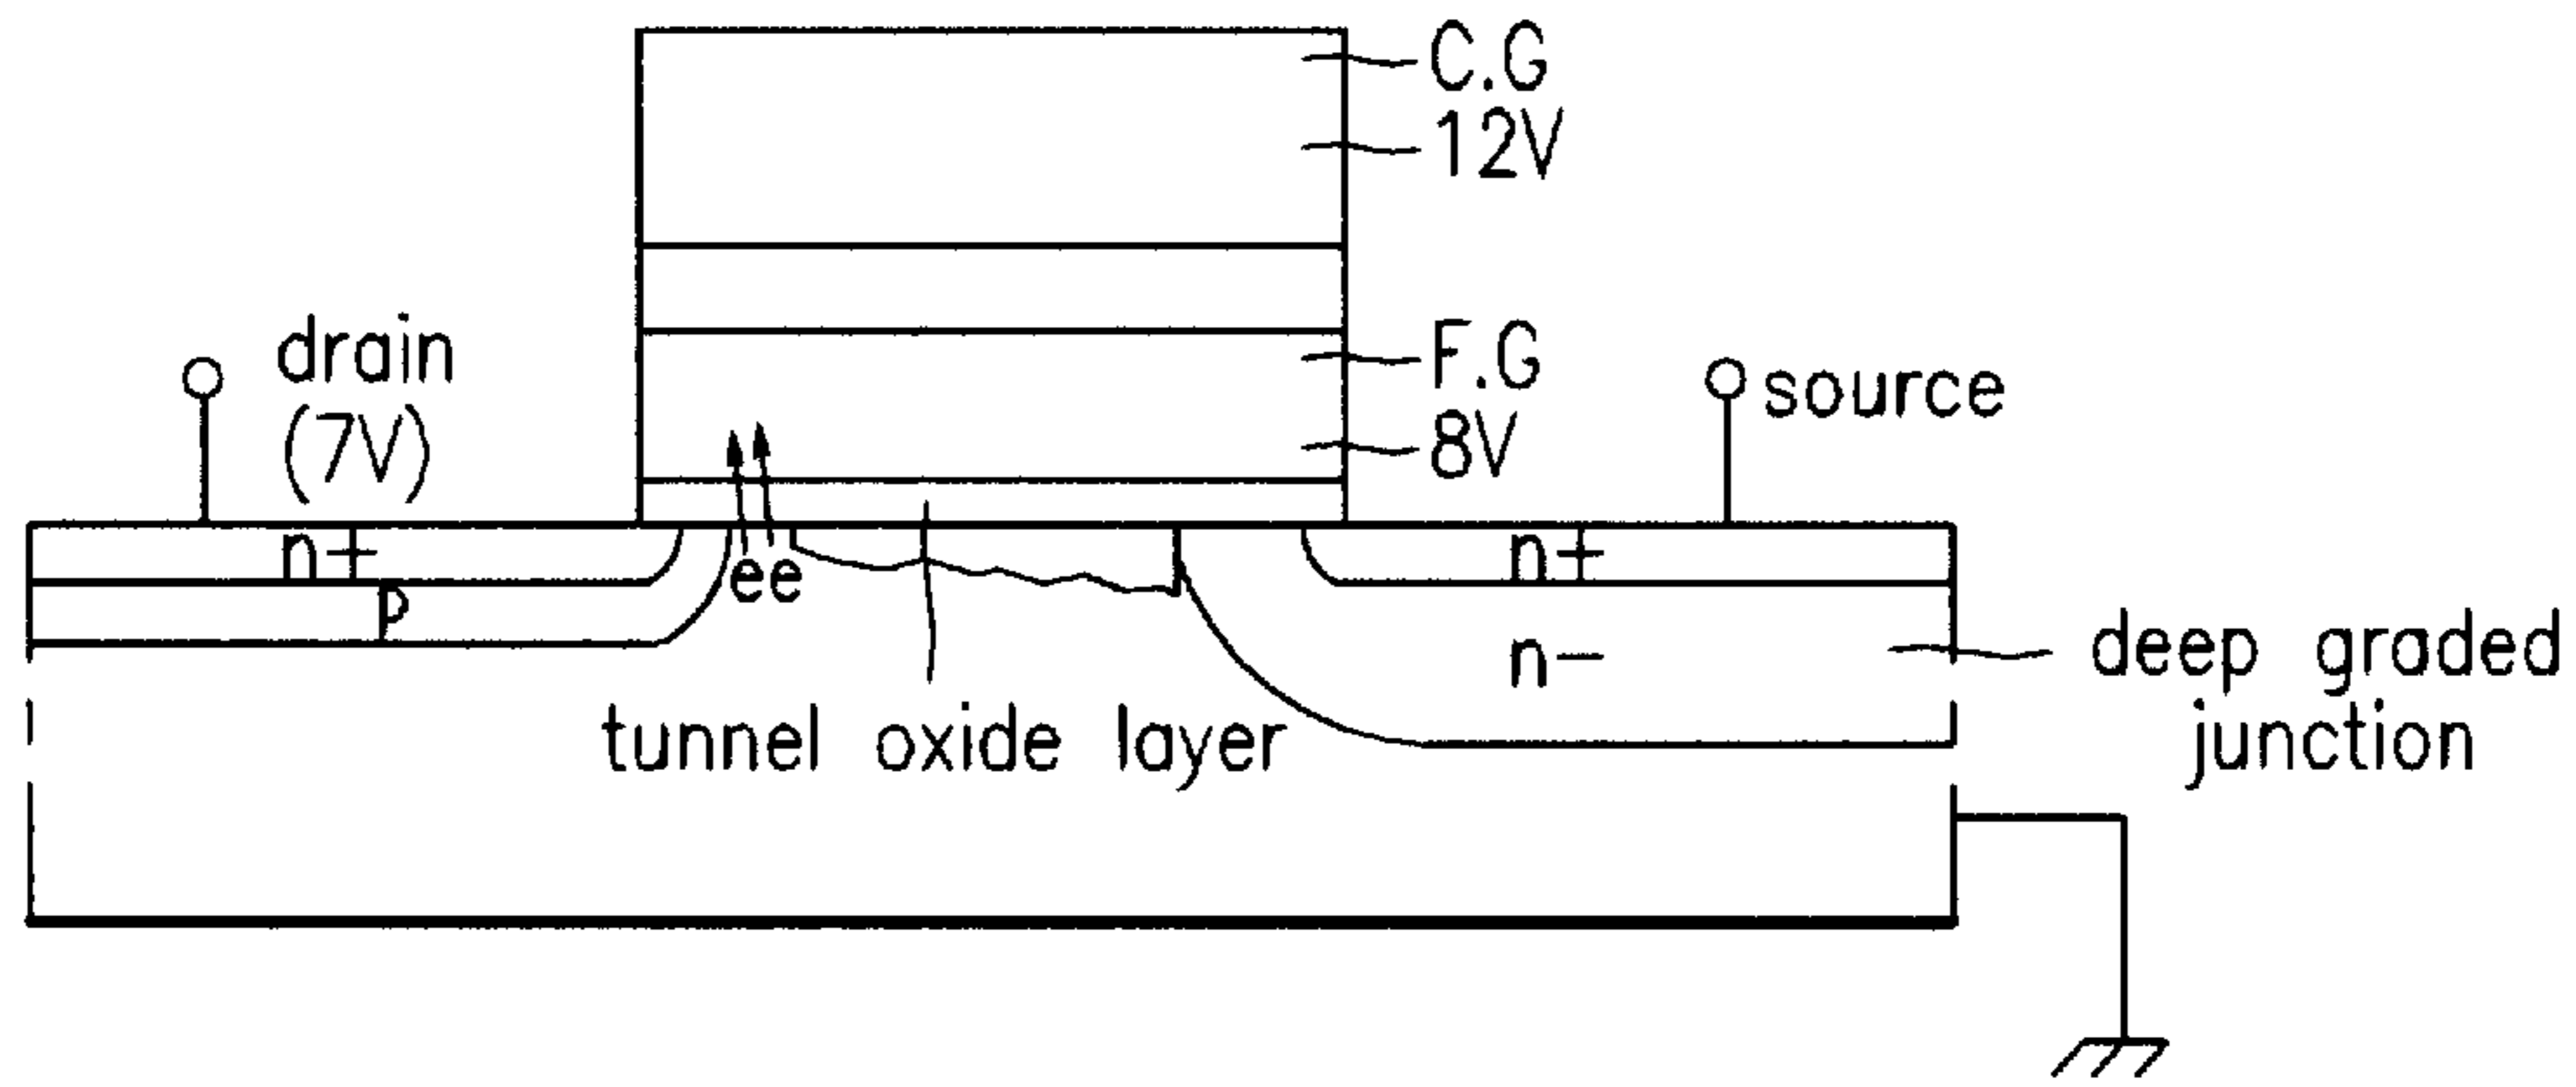 C.G
12V
drain
(7V)
F.G
8V
source
n+
n+
ee
p
n-
deep graded
junction
tunnel oxide layer